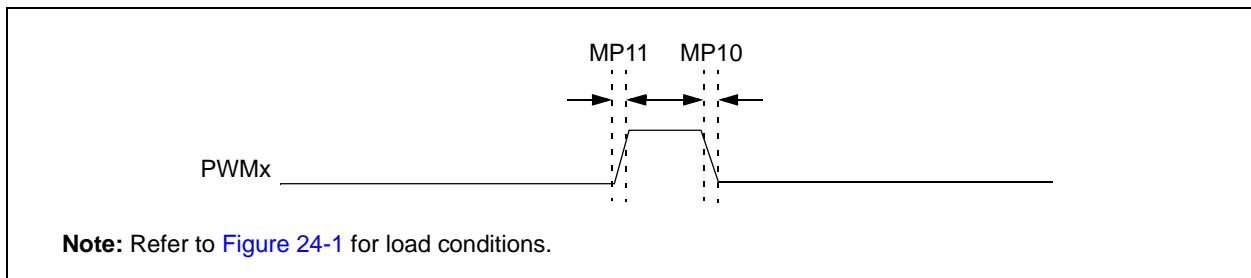 MP11 MP10
PWMx
Note: Refer to Figure 24-1 for load conditions.